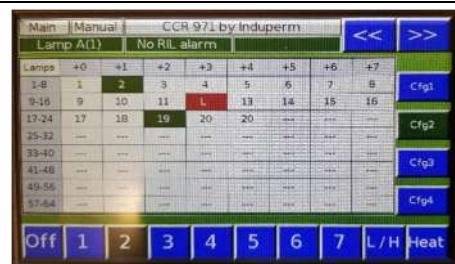 Main Manual CCR 971 by Induperm << >>
Lamp A(1) No RIL alarm
Lamps +0 +1 +2 +3 +4 +5 +6 +7
1-8 1 2 3 4 5 6 7 8 Cfg1
9-16 9 10 11 L 13 14 15 16
17-24 17 18 19 20 20 --- --- --- Cfg2
25-32 --- --- --- --- --- --- --- ---
33-40 --- --- --- --- --- --- --- --- Cfg3
41-48 --- --- --- --- --- --- --- ---
49-56 --- --- --- --- --- --- --- --- Cfg4
57-64 --- --- --- --- --- --- --- ---
Off 1 2 3 4 5 6 7 L/H Heat